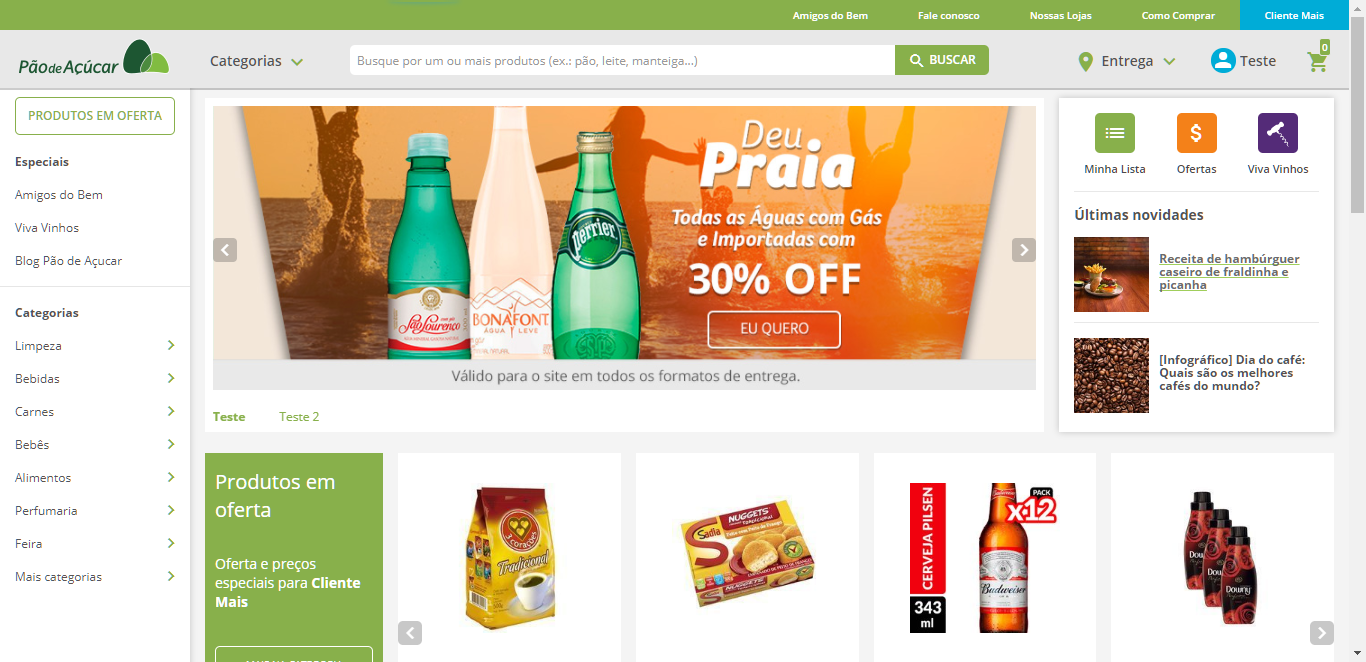 Amigos do Bem
Fale conosco
Nossas Lojas
Como Comprar
Cliente Mais
Pão de Açúcar
Categorias
Busque por um ou mais produtos (ex.: pão, leite, manteiga...)
BUSCAR
Entrega
Teste
0
PRODUTOS EM OFERTA
Especiais
Amigos do Bem
Viva Vinhos
Blog Pão de Açucar
Categorias
Limpeza
Bebidas
Carnes
Bebês
Alimentos
Perfumaria
Feira
Mais categorias
Deu
Praia
Todas as Águas com Gás
e Importadas com
30% OFF
EU QUERO
São Lourenço
BONAFONT
ÁGUA LEVE
perrier
Válido para o site em todos os formatos de entrega.
Teste
Teste 2
Minha Lista
Ofertas
Viva Vinhos
Últimas novidades
Receita de hambúrguer
caseiro de fraldinha e
picanha
[Infográfico] Dia do café:
Quais são os melhores
cafés do mundo?
Produtos em
oferta
Oferta e preços
especiais para Cliente
Mais
3 corações
Tradicional
Sadia
NUGGETS
TRADICIONAL
NUGGETS
CERVEJA PILSEN
343
ml
PACK
x12
Budweiser
Downy